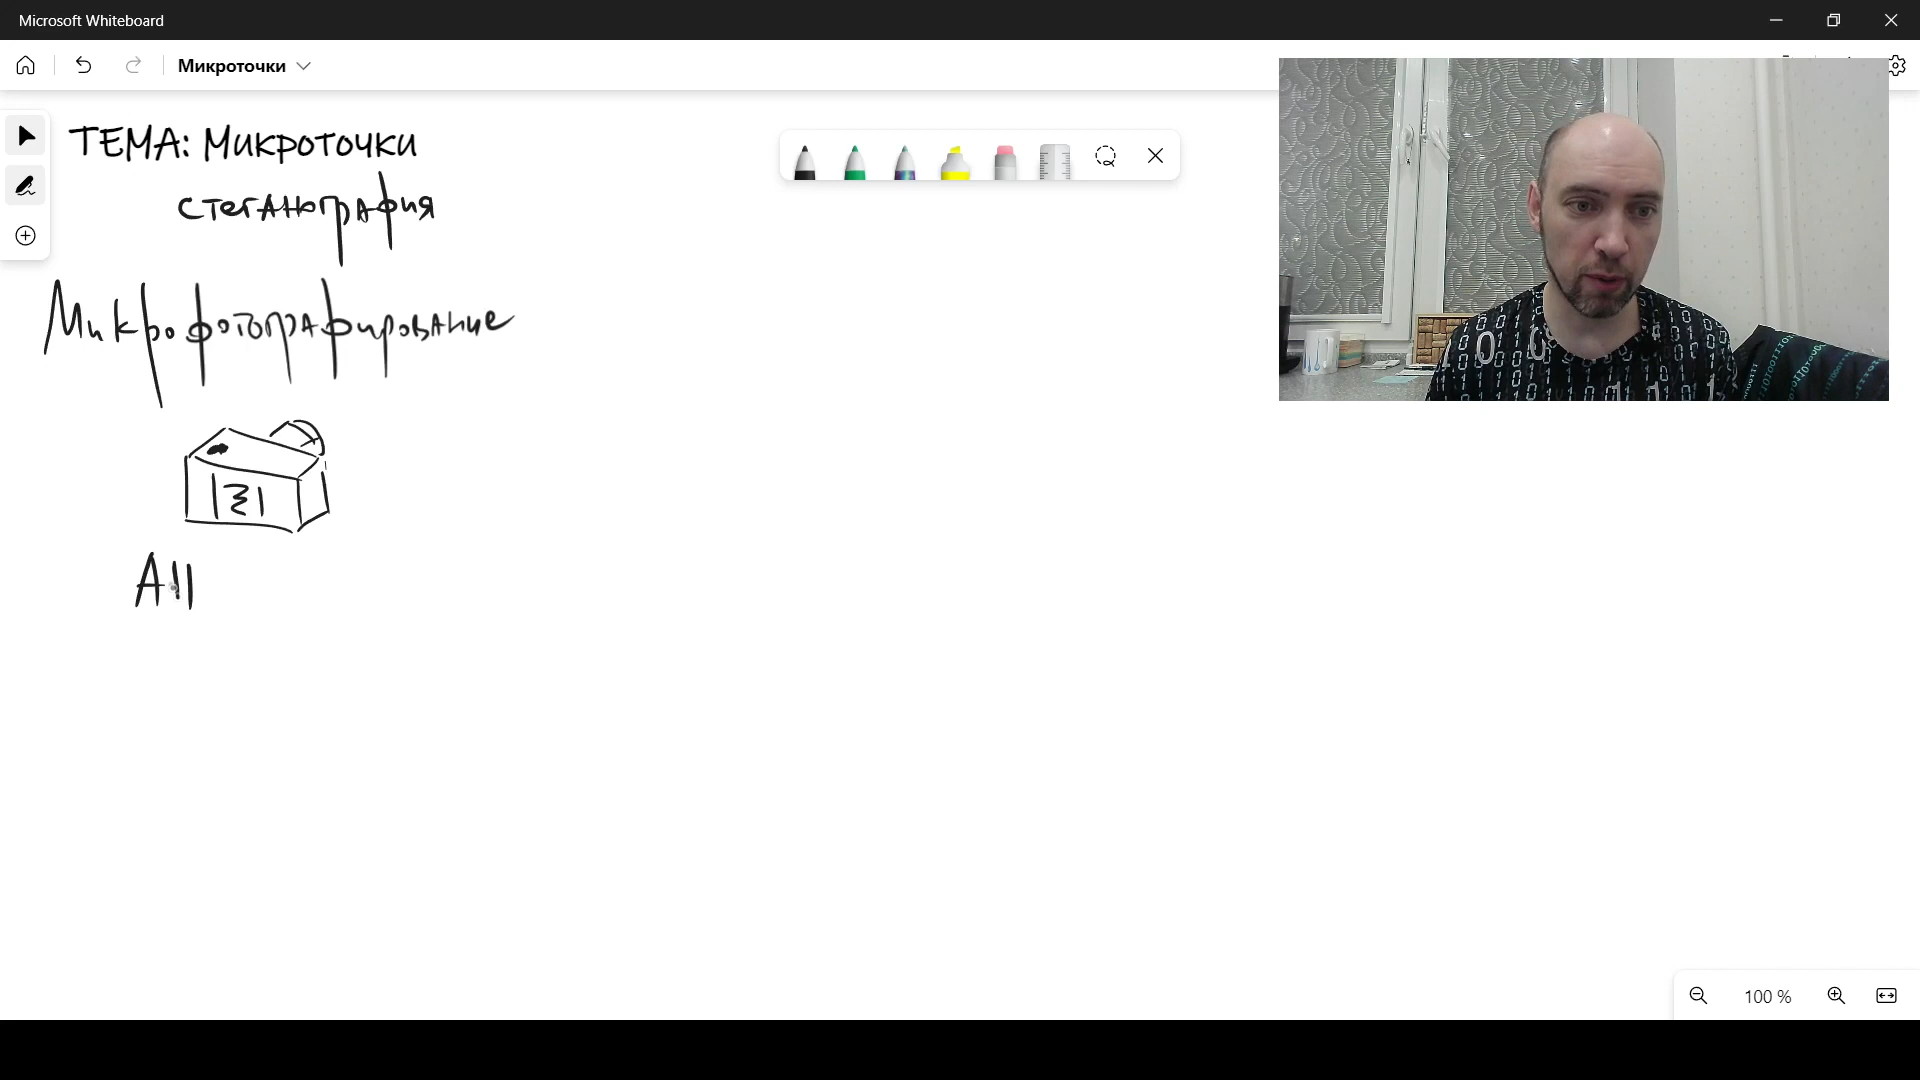 Microsoft Whiteboard
Микроточки
ТЕМА: Микроточки
стеганография
Микрофотографирование
100 %